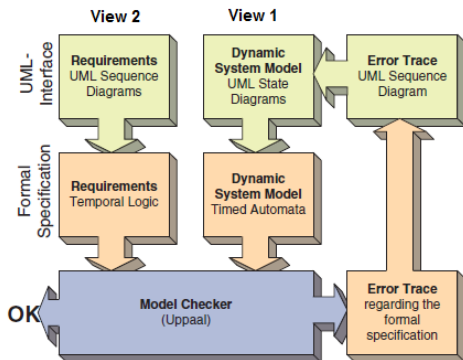 View 2
View 1
UML-
Interface
Requirements
UML Sequence
Diagrams
Dynamic
System Model
UML State
Diagrams
Error Trace
UML Sequence
Diagram
Formal
Specification
Requirements
Temporal Logic
Dynamic
System Model
Timed Automata
OK
Model Checker
(Uppaal)
Error Trace
regarding the
formal
specification